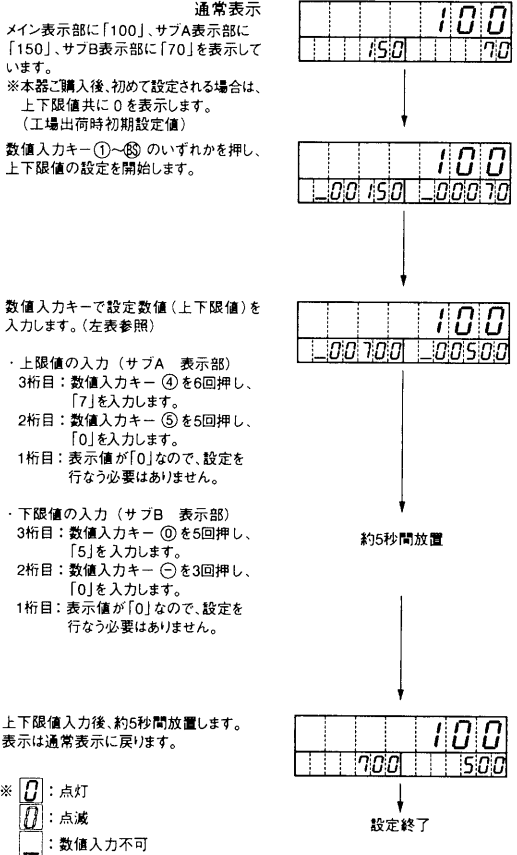 通常表示
メイン表示部に「100」、サブA表示部に
「150」、サブB表示部に「70」を表示して
います。
※本器ご購入後、初めて設定される場合は、
上下限値共に 0 を表示します。
(工場出荷時初期設定値)
100
150 70
数値入力キー①~BS のいずれかを押し、
上下限値の設定を開始します。
100
_00150 _00070
数値入力キーで設定数値(上下限値)を
入力します。(左表参照)
100
_00700 _00500
・上限値の入力(サブA 表示部)
3桁目:数値入力キー ④を6回押し、
「7」を入力します。
2桁目:数値入力キー ⑤を5回押し、
「0」を入力します。
1桁目:表示値が「0」なので、設定を
行なう必要はありません。
・下限値の入力(サブB 表示部)
3桁目:数値入力キー ⓪を5回押し、
「5」を入力します。
2桁目:数値入力キー ⊖を3回押し、
「0」を入力します。
1桁目:表示値が「0」なので、設定を
行なう必要はありません。
約5秒間放置
上下限値入力後、約5秒間放置します。
表示は通常表示に戻ります。
100
700 500
設定終了
※ 0:点灯
0:点滅
_:数値入力不可